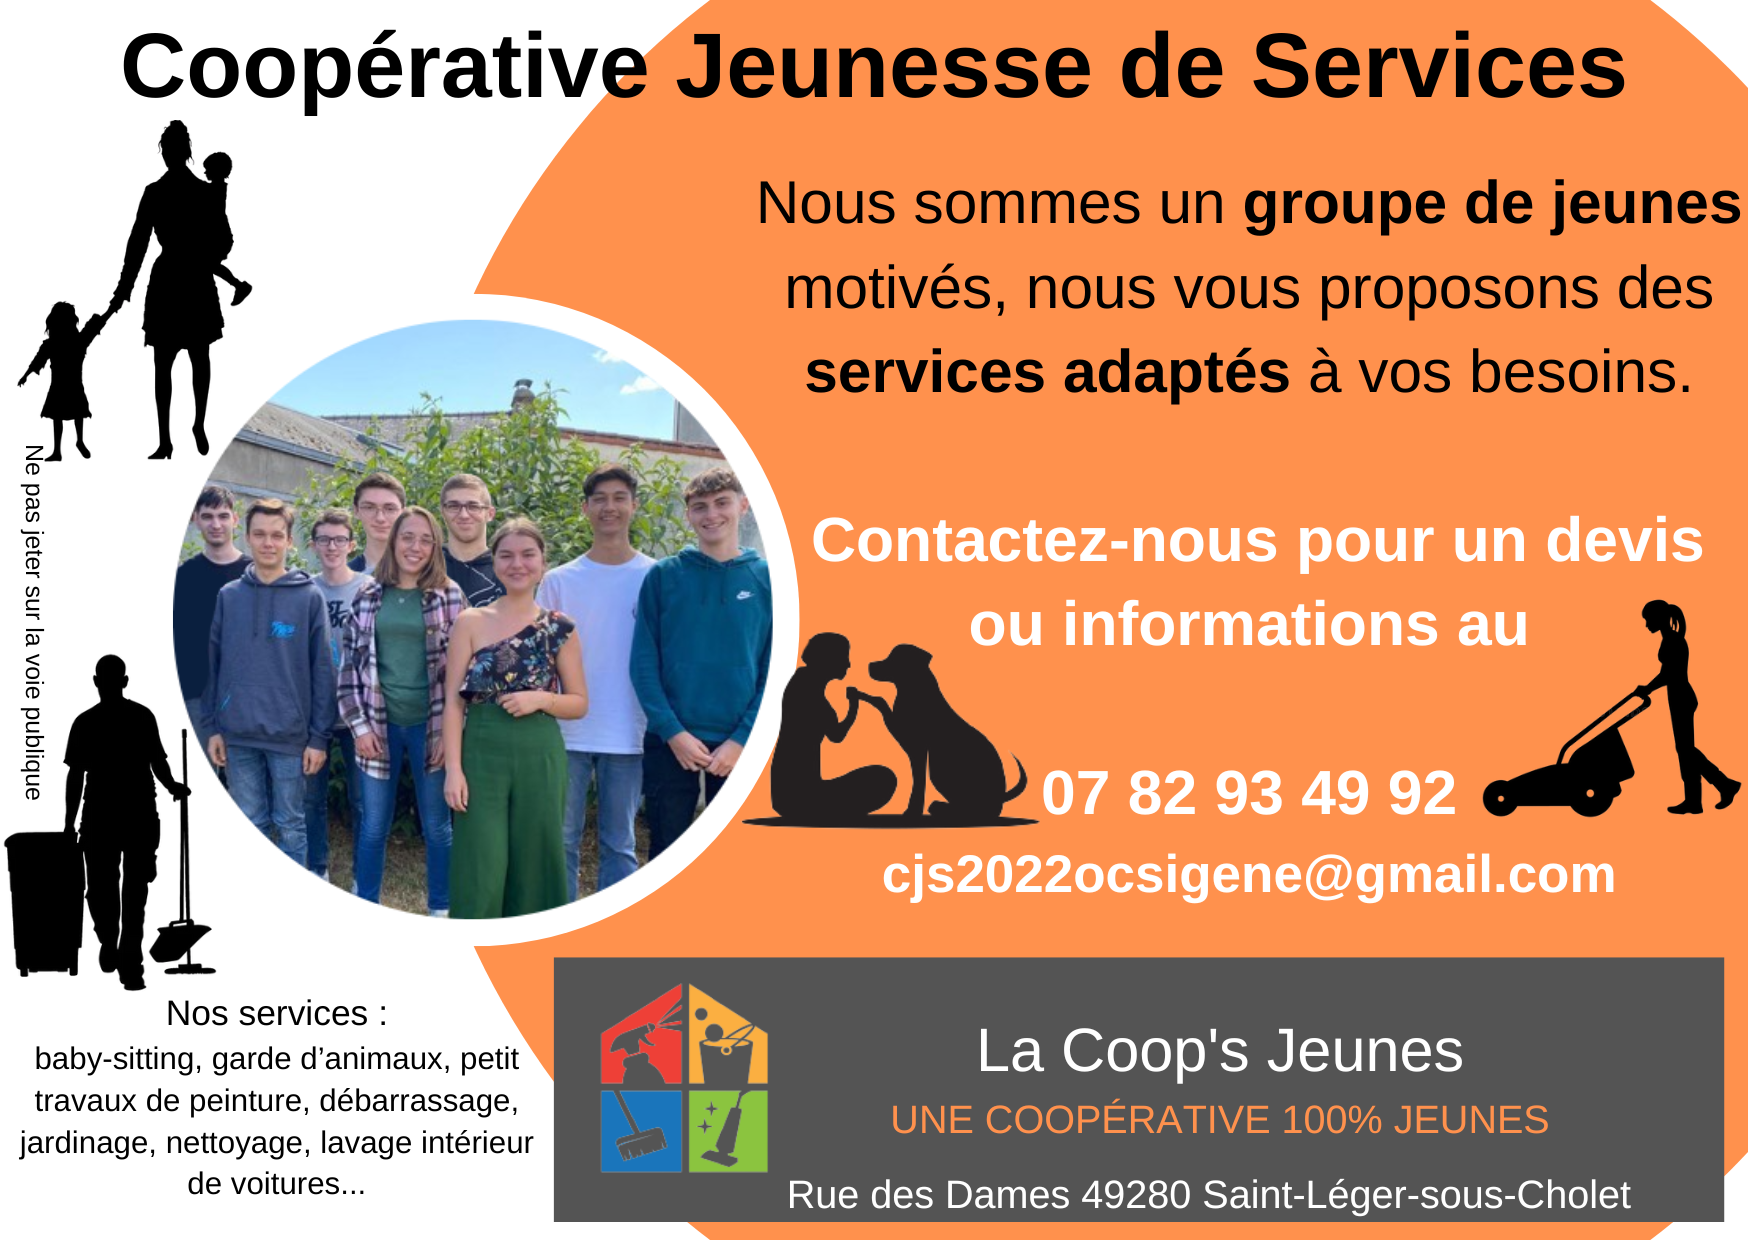 Coopérative Jeunesse de Services
Nous sommes un groupe de jeunes
motivés, nous vous proposons des
services adaptés à vos besoins.
Contactez-nous pour un devis
ou informations au
07 82 93 49 92
cjs2022ocsigene@gmail.com
Ne pas jeter sur la voie publique
Nos services :
baby-sitting, garde d’animaux, petit
travaux de peinture, débarrassage,
jardinage, nettoyage, lavage intérieur
de voitures...
La Coop's Jeunes
UNE COOPÉRATIVE 100% JEUNES
Rue des Dames 49280 Saint-Léger-sous-Cholet